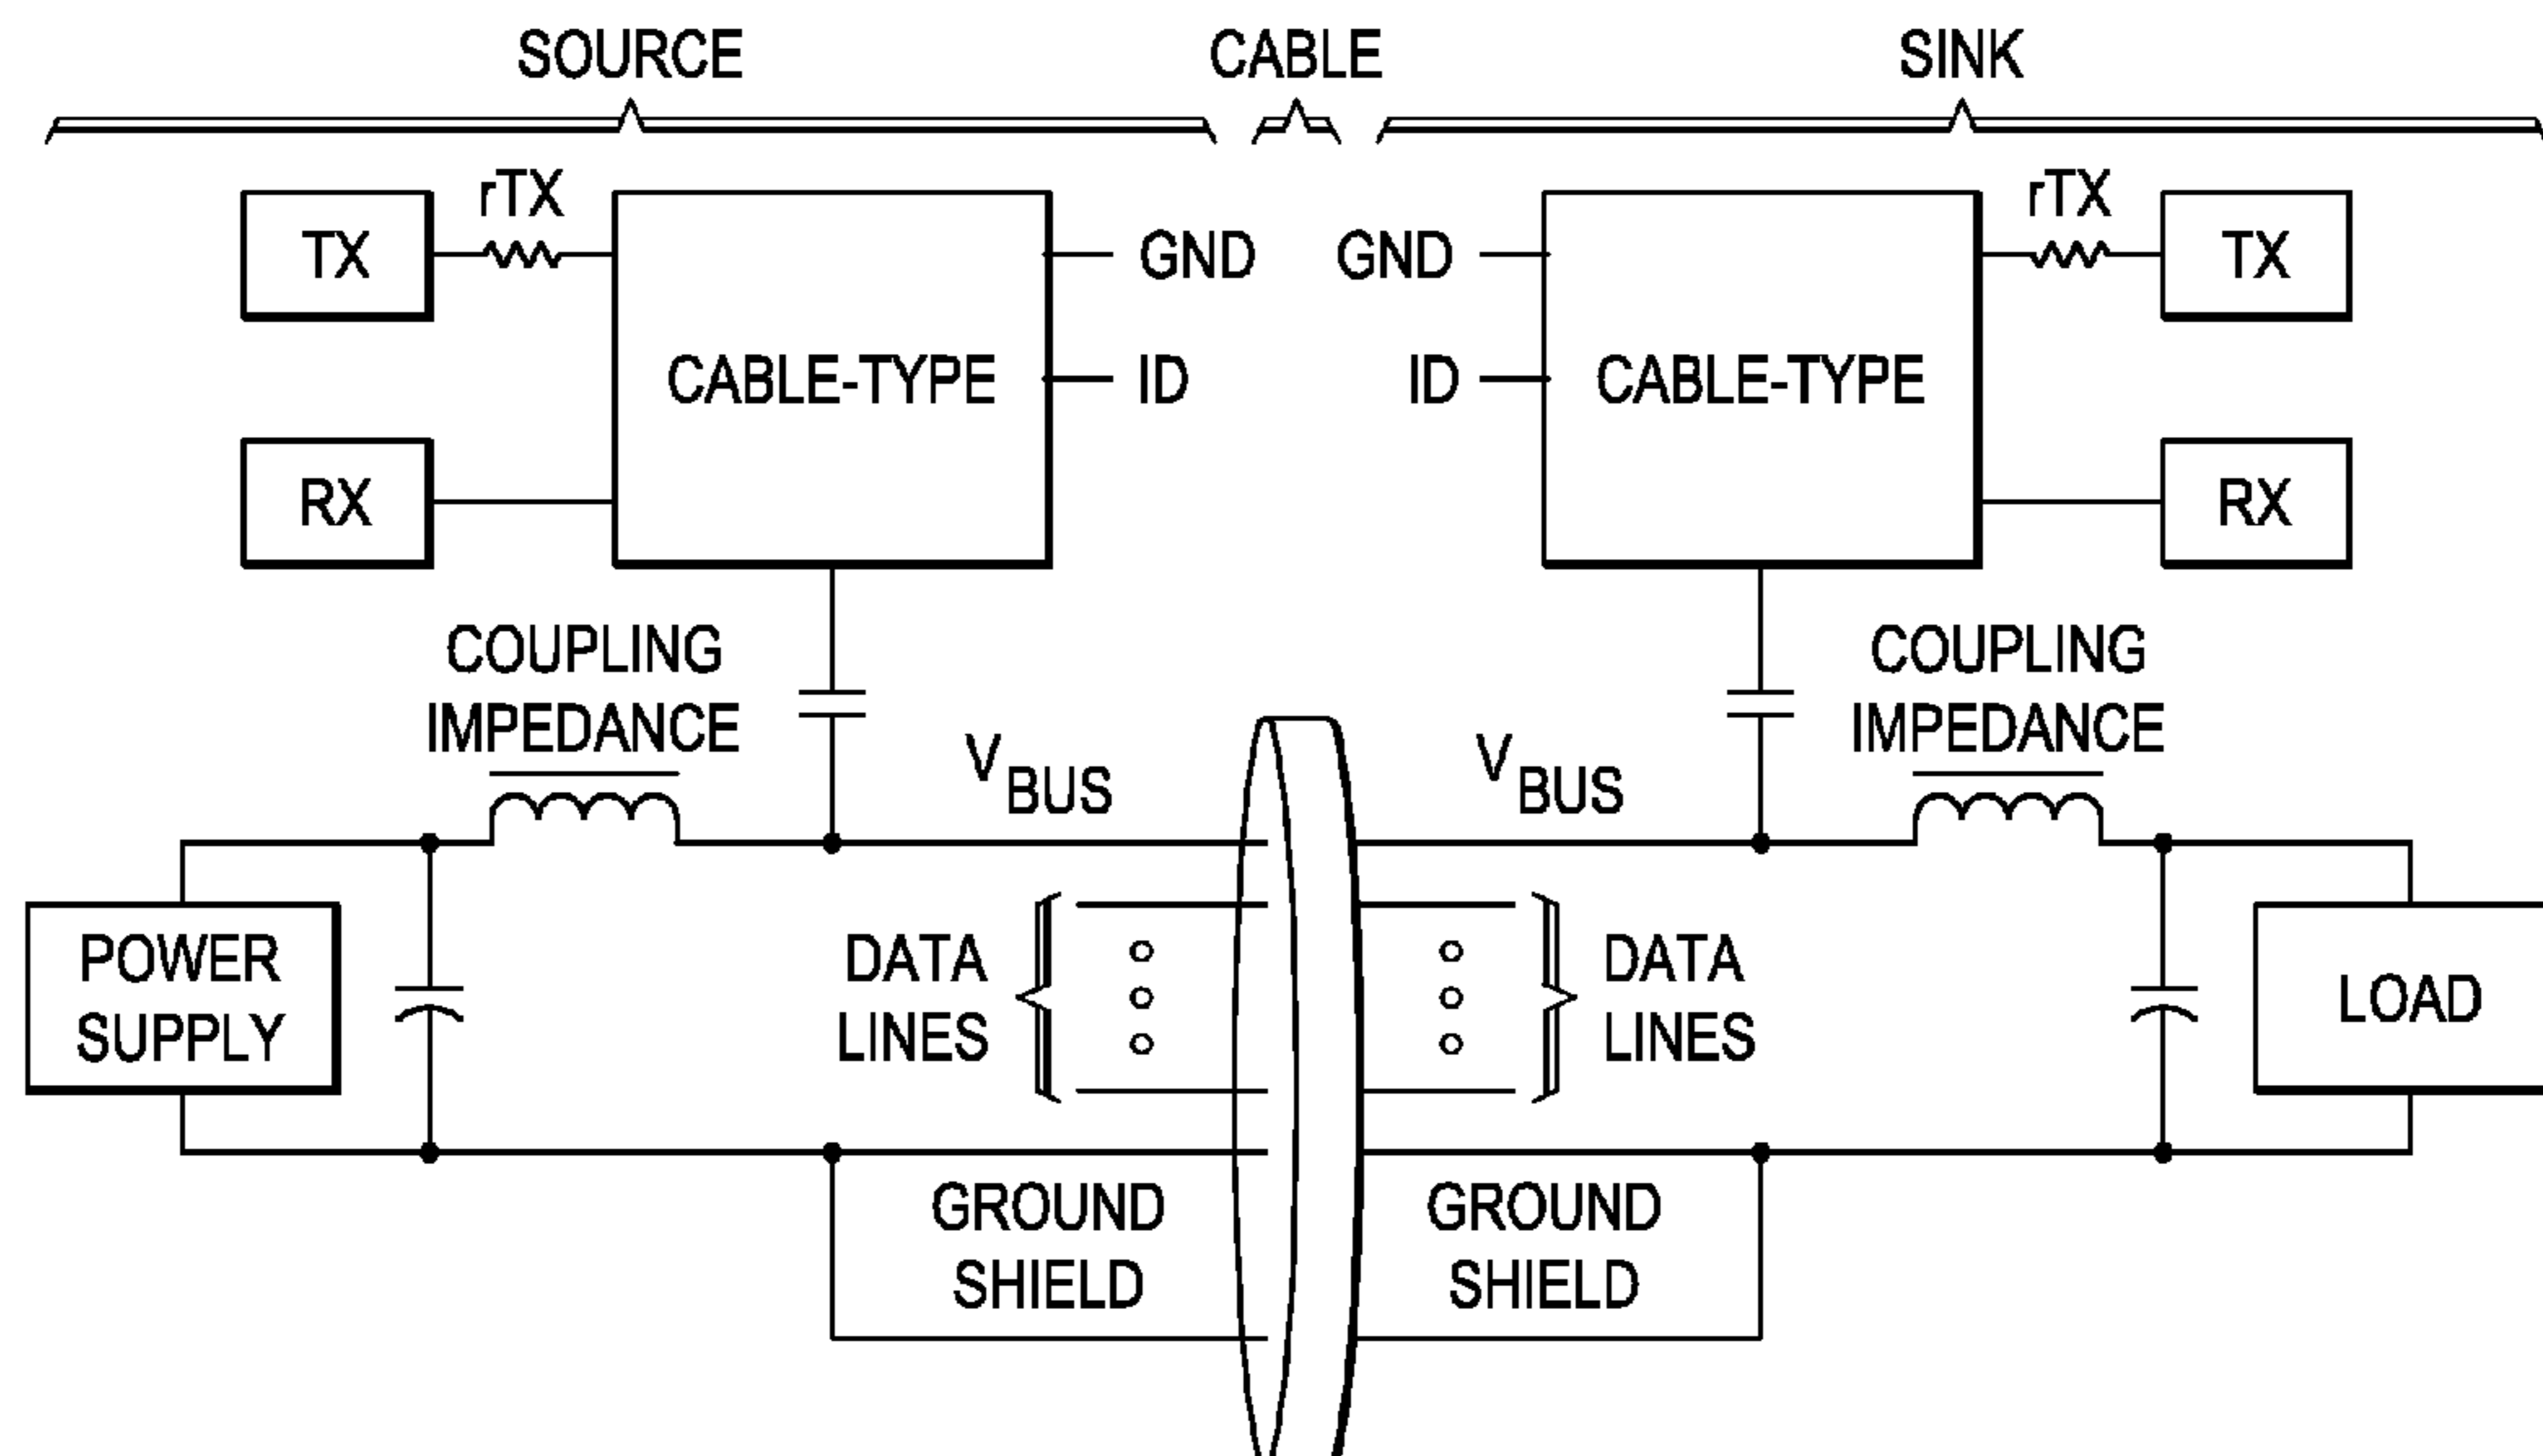 SOURCE
CABLE
SINK
rTX
rTX
TX
GND
GND
TX
CABLE-TYPE
ID
ID
CABLE-TYPE
RX
RX
COUPLING
IMPEDANCE
COUPLING
IMPEDANCE
VBUS
VBUS
POWER
SUPPLY
DATA
LINES
DATA
LINES
LOAD
GROUND
SHIELD
GROUND
SHIELD